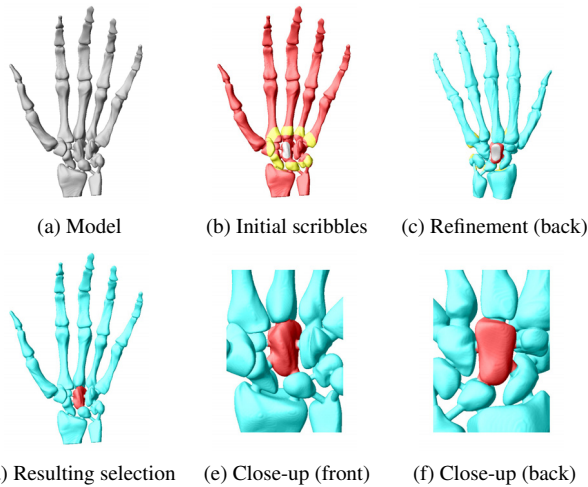 (a) Model (b) Initial scribbles (c) Refinement (back)
) Resulting selection (e) Close-up (front) (f) Close-up (back)